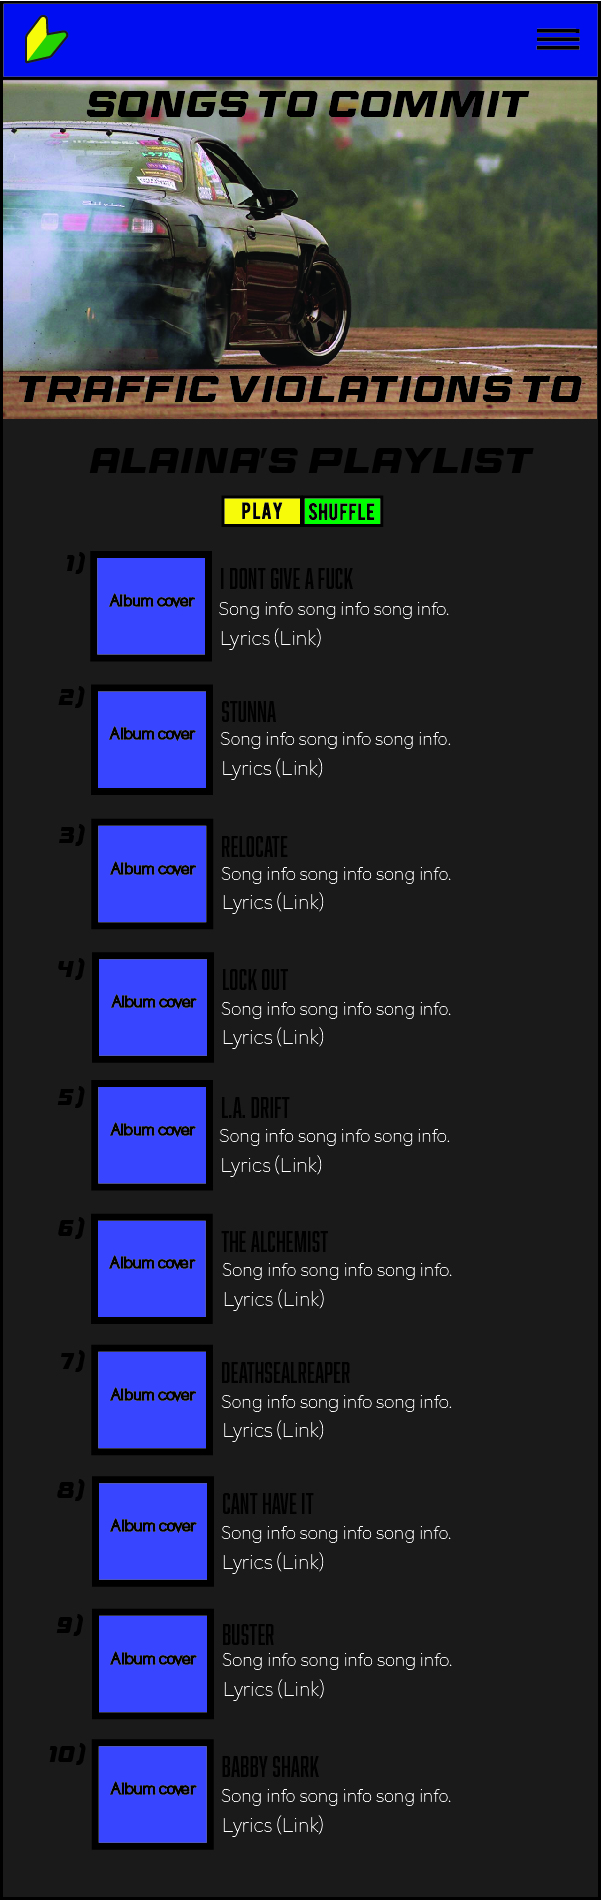 SONGS TO COMMIT
TRAFFIC VIOLATIONS TO
ALAINA'S PLAYLIST
PLAY SHUFFLE
1)
Album cover
I DONT GIVE A FUCK
Song info song info song info.
Lyrics (Link)
2)
Album cover
STUNNA
Song info song info song info.
Lyrics (Link)
3)
Album cover
RELOCATE
Song info song info song info.
Lyrics (Link)
4)
Album cover
LOCK OUT
Song info song info song info.
Lyrics (Link)
5)
Album cover
L.A. DRIFT
Song info song info song info.
Lyrics (Link)
6)
Album cover
THE ALCHEMIST
Song info song info song info.
Lyrics (Link)
7)
Album cover
DEATHSEALREAPER
Song info song info song info.
Lyrics (Link)
8)
Album cover
CANT HAVE IT
Song info song info song info.
Lyrics (Link)
9)
Album cover
BUSTER
Song info song info song info.
Lyrics (Link)
10)
Album cover
BABBY SHARK
Song info song info song info.
Lyrics (Link)